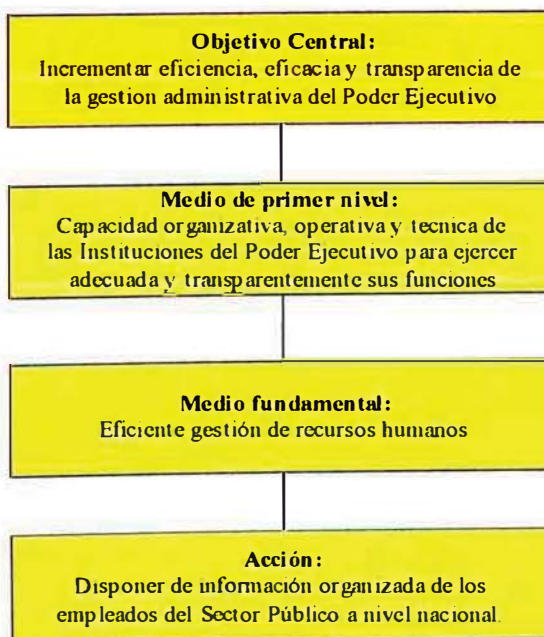 Objetivo Central:
Incrementar eficiencia, eficacia y transparencia de
la gestion administrativa del Poder Ejecutivo
Medio de primer nivel:
Capacidad organizativa, operativa y tecnica de
las Instituciones del Poder Ejecutivo para ejercer
adecuada y transparentemente sus funciones
Medio fundamental:
Eficiente gestión de recursos humanos
Acción:
Disponer de información organizada de los
empleados del Sector Público a nivel nacional.